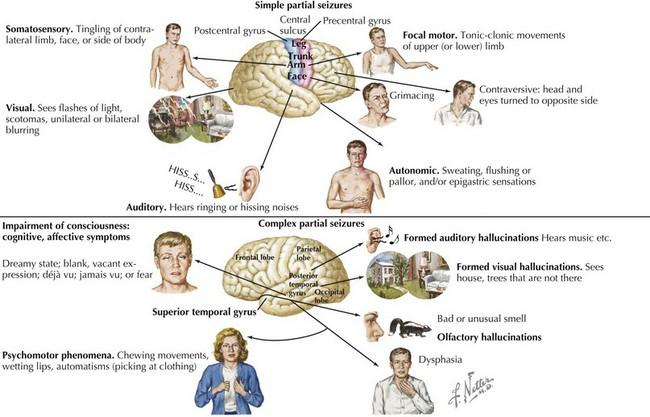 Simple partial seizures
Somatosensory. Tingling of contra-
lateral limb, face, or side of body
Postcentral gyrus
Central
sulcus
Precentral gyrus
Leg
Trunk
Arm
Face
Focal motor. Tonic-clonic movements
of upper (or lower) limb
Grimacing
Contraversive: head and
eyes turned to opposite side
Visual. Sees flashes of light,
scotomas, unilateral or bilateral
blurring
HISS..S...
HISS....
Auditory. Hears ringing or hissing noises
Autonomic. Sweating, flushing or
pallor, and/or epigastric sensations
Complex partial seizures
Impairment of consciousness:
cognitive, affective symptoms
Dreamy state; blank, vacant ex-
pression; déjà vu; jamais vu; or fear
Frontal lobe
Parietal
lobe
Posterior
temporal
gyrus
Occipital
lobe
Superior temporal gyrus
Formed auditory hallucinations Hears music etc.
Formed visual hallucinations. Sees
house, trees that are not there
Bad or unusual smell
Olfactory hallucinations
Psychomotor phenomena. Chewing movements,
wetting lips, automatisms (picking at clothing)
Dysphasia
F. Netter
M.D.